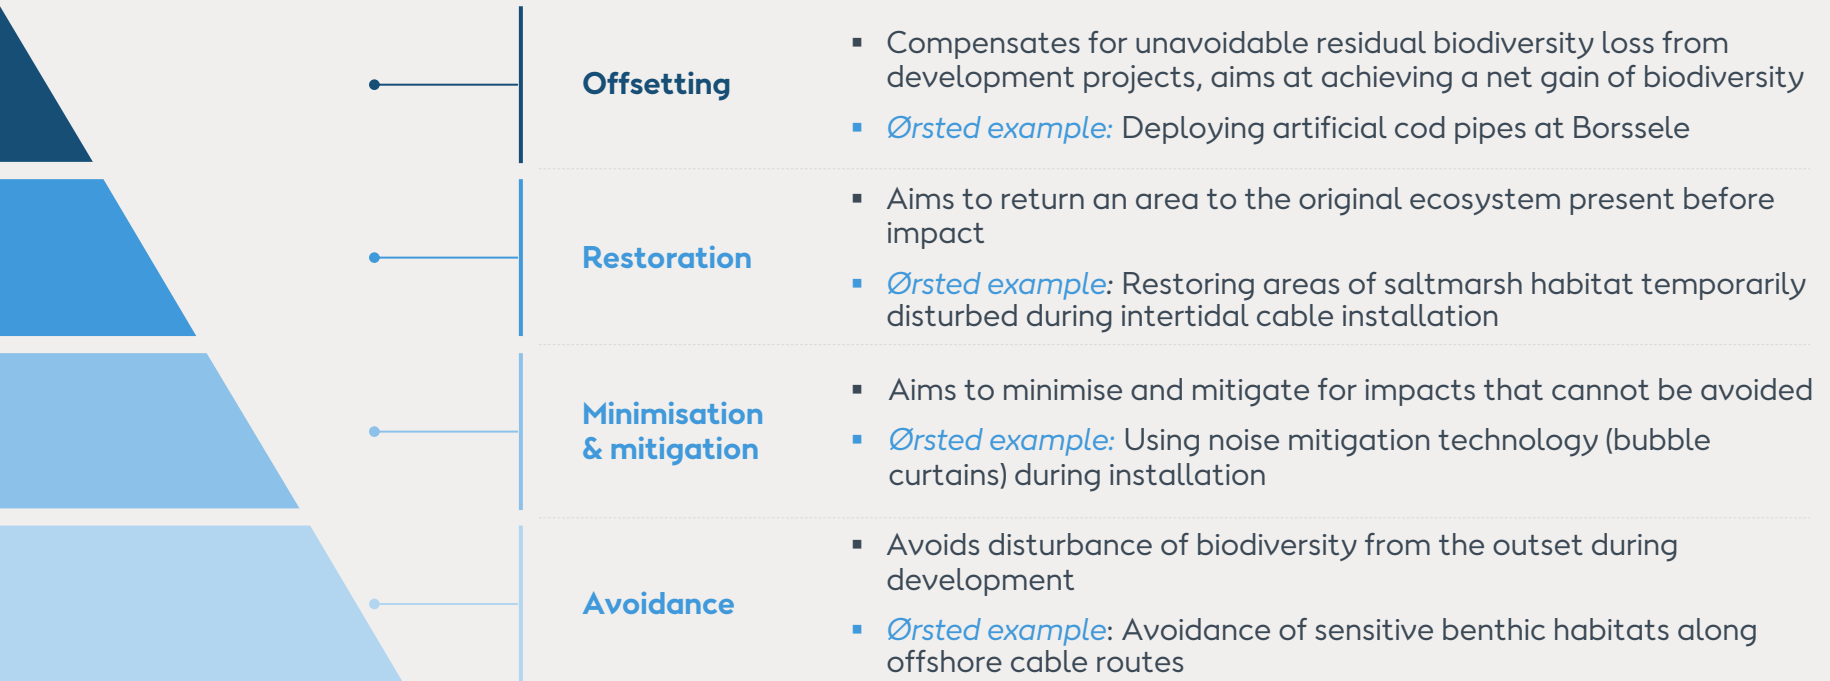 Offsetting
▪ Compensates for unavoidable residual biodiversity loss from
development projects, aims at achieving a net gain of biodiversity
▪ Ørsted example: Deploying artificial cod pipes at Borssele
Restoration
▪ Aims to return an area to the original ecosystem present before
impact
▪ Ørsted example: Restoring areas of saltmarsh habitat temporarily
disturbed during intertidal cable installation
Minimisation
& mitigation
▪ Aims to minimise and mitigate for impacts that cannot be avoided
▪ Ørsted example: Using noise mitigation technology (bubble
curtains) during installation
Avoidance
▪ Avoids disturbance of biodiversity from the outset during
development
▪ Ørsted example: Avoidance of sensitive benthic habitats along
offshore cable routes